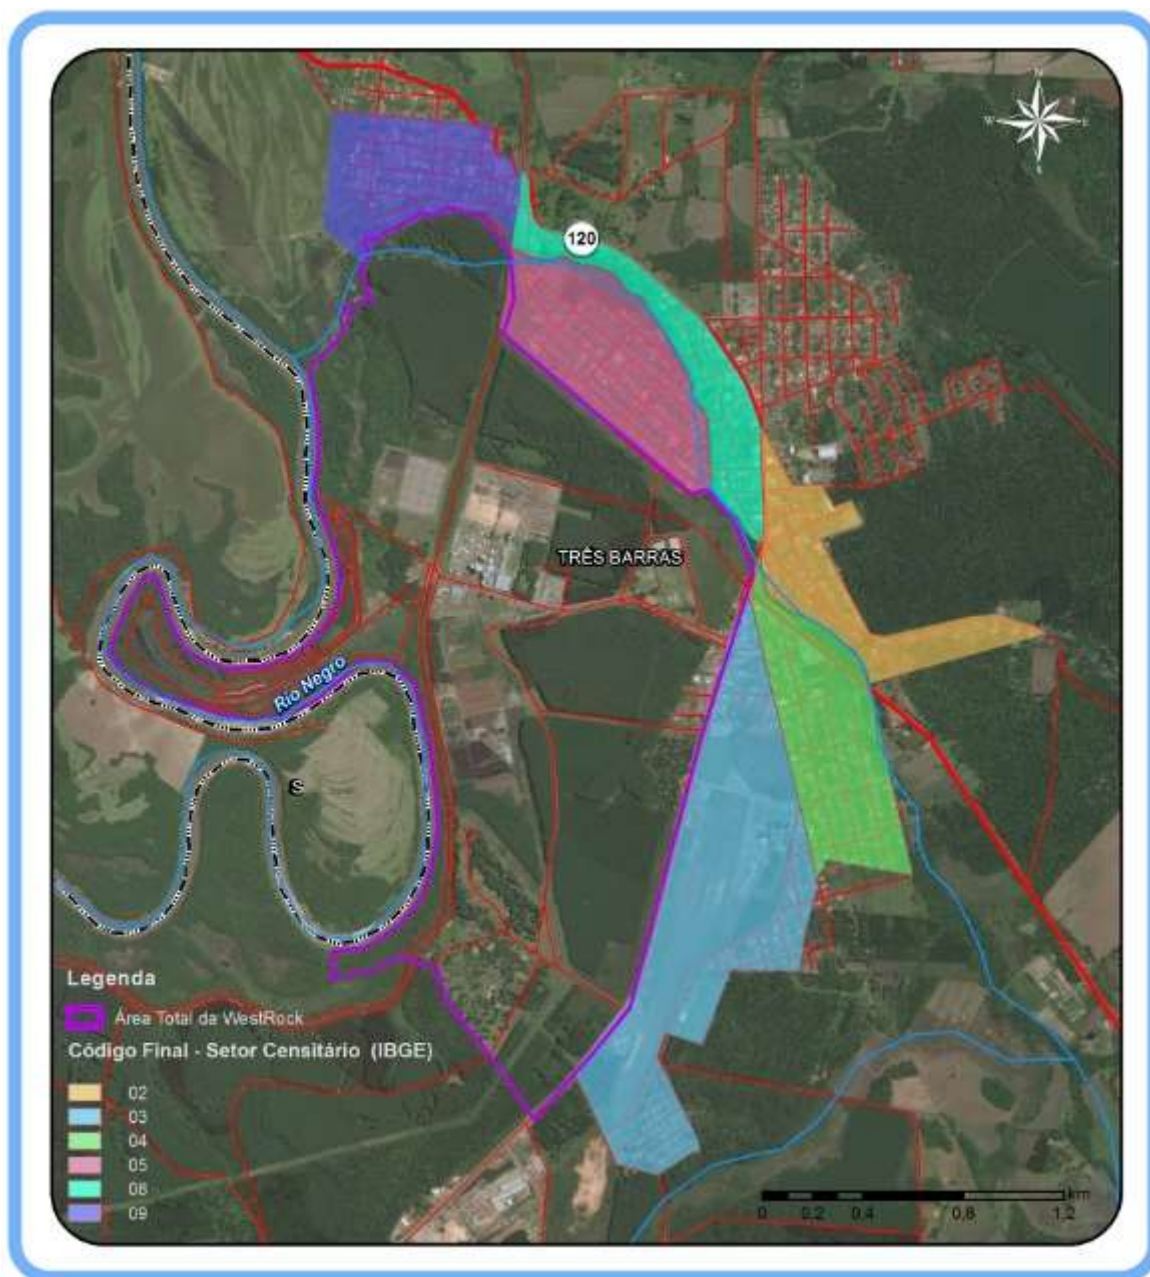 N
W E
120
TRÊS BARRAS
Rio Negro
S
Legenda
Área Total da WestRock
Código Final - Setor Censitário (IBGE)
02
03
04
05
08
09
km
0 0.2 0.4 0.8 1.2